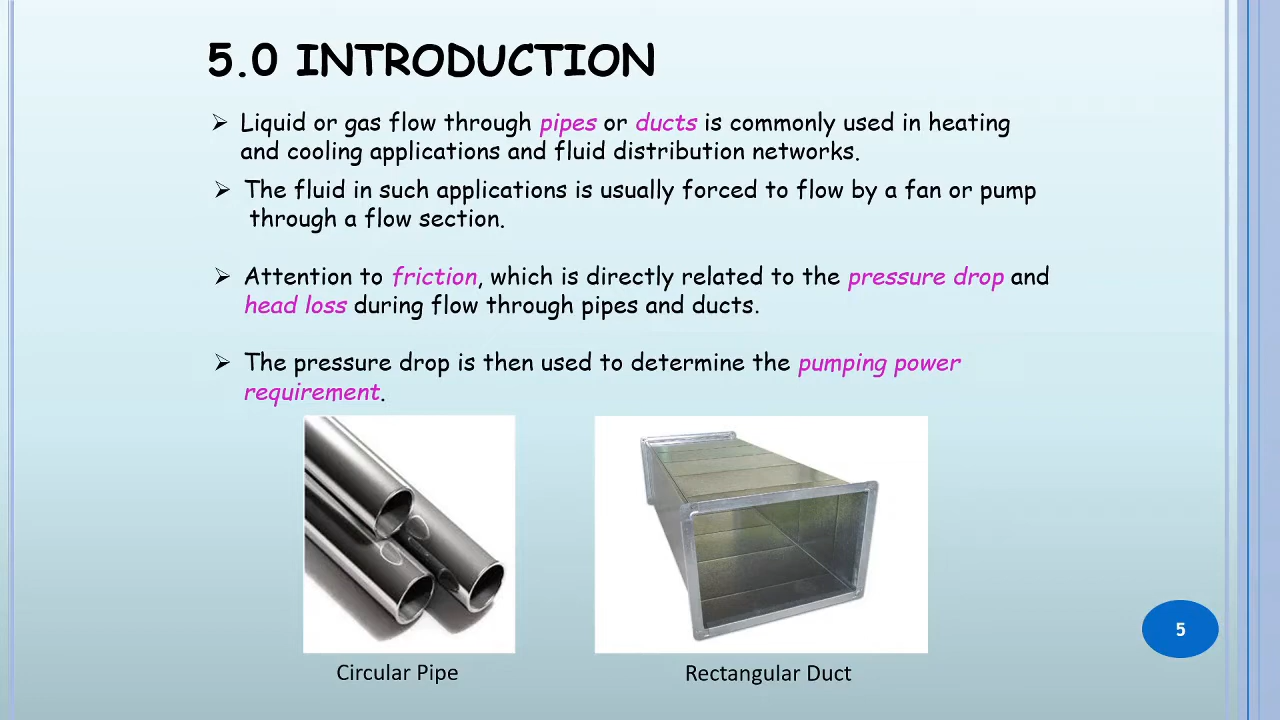 5.0 INTRODUCTION
➢ Liquid or gas flow through pipes or ducts is commonly used in heating
and cooling applications and fluid distribution networks.
➢ The fluid in such applications is usually forced to flow by a fan or pump
through a flow section.
➢ Attention to friction, which is directly related to the pressure drop and
head loss during flow through pipes and ducts.
➢ The pressure drop is then used to determine the pumping power
requirement.
Circular Pipe
Rectangular Duct
5